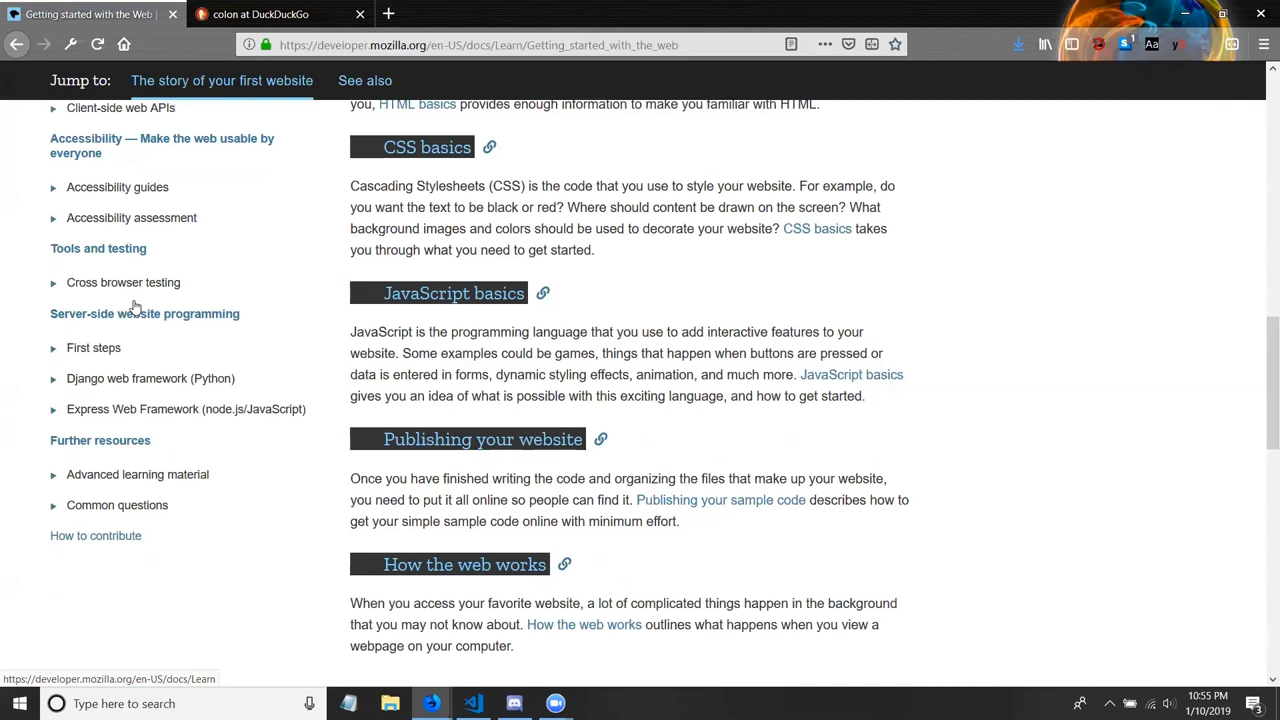 Getting started with the Web |
colon at DuckDuckGo
https://developer.mozilla.org/en-US/docs/Learn/Getting_started_with_the_web
Jump to:
The story of your first website
See also
Client-side web APIs
Accessibility — Make the web usable by
everyone
Accessibility guides
Accessibility assessment
Tools and testing
Cross browser testing
Server-side website programming
First steps
Django web framework (Python)
Express Web Framework (node.js/JavaScript)
Further resources
Advanced learning material
Common questions
How to contribute
you, HTML basics provides enough information to make you familiar with HTML.
CSS basics
Cascading Stylesheets (CSS) is the code that you use to style your website. For example, do
you want the text to be black or red? Where should content be drawn on the screen? What
background images and colors should be used to decorate your website? CSS basics takes
you through what you need to get started.
JavaScript basics
JavaScript is the programming language that you use to add interactive features to your
website. Some examples could be games, things that happen when buttons are pressed or
data is entered in forms, dynamic styling effects, animation, and much more. JavaScript basics
gives you an idea of what is possible with this exciting language, and how to get started.
Publishing your website
Once you have finished writing the code and organizing the files that make up your website,
you need to put it all online so people can find it. Publishing your sample code describes how to
get your simple sample code online with minimum effort.
How the web works
When you access your favorite website, a lot of complicated things happen in the background
that you may not know about. How the web works outlines what happens when you view a
webpage on your computer.
https://developer.mozilla.org/en-US/docs/Learn
Type here to search
10:55 PM
1/10/2019